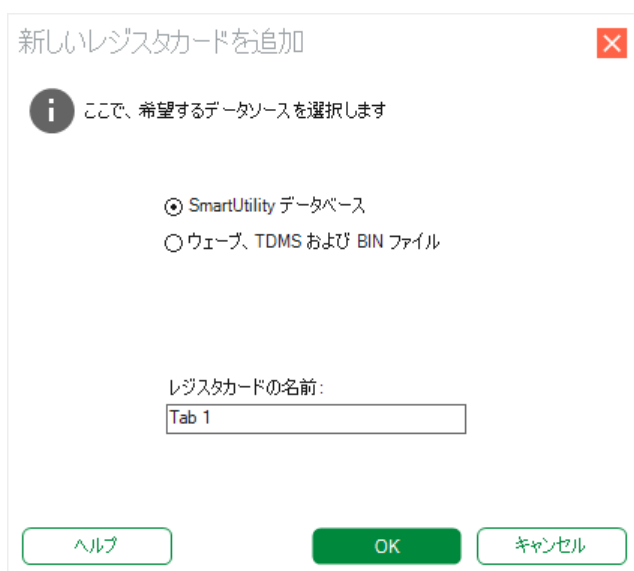 新しいレジスタカードを追加
ここで、希望するデータソースを選択します
SmartUtility データベース
ウェーブ、TDMS および BIN ファイル
レジスタカードの名前:
Tab 1
ヘルプ
OK
キャンセル